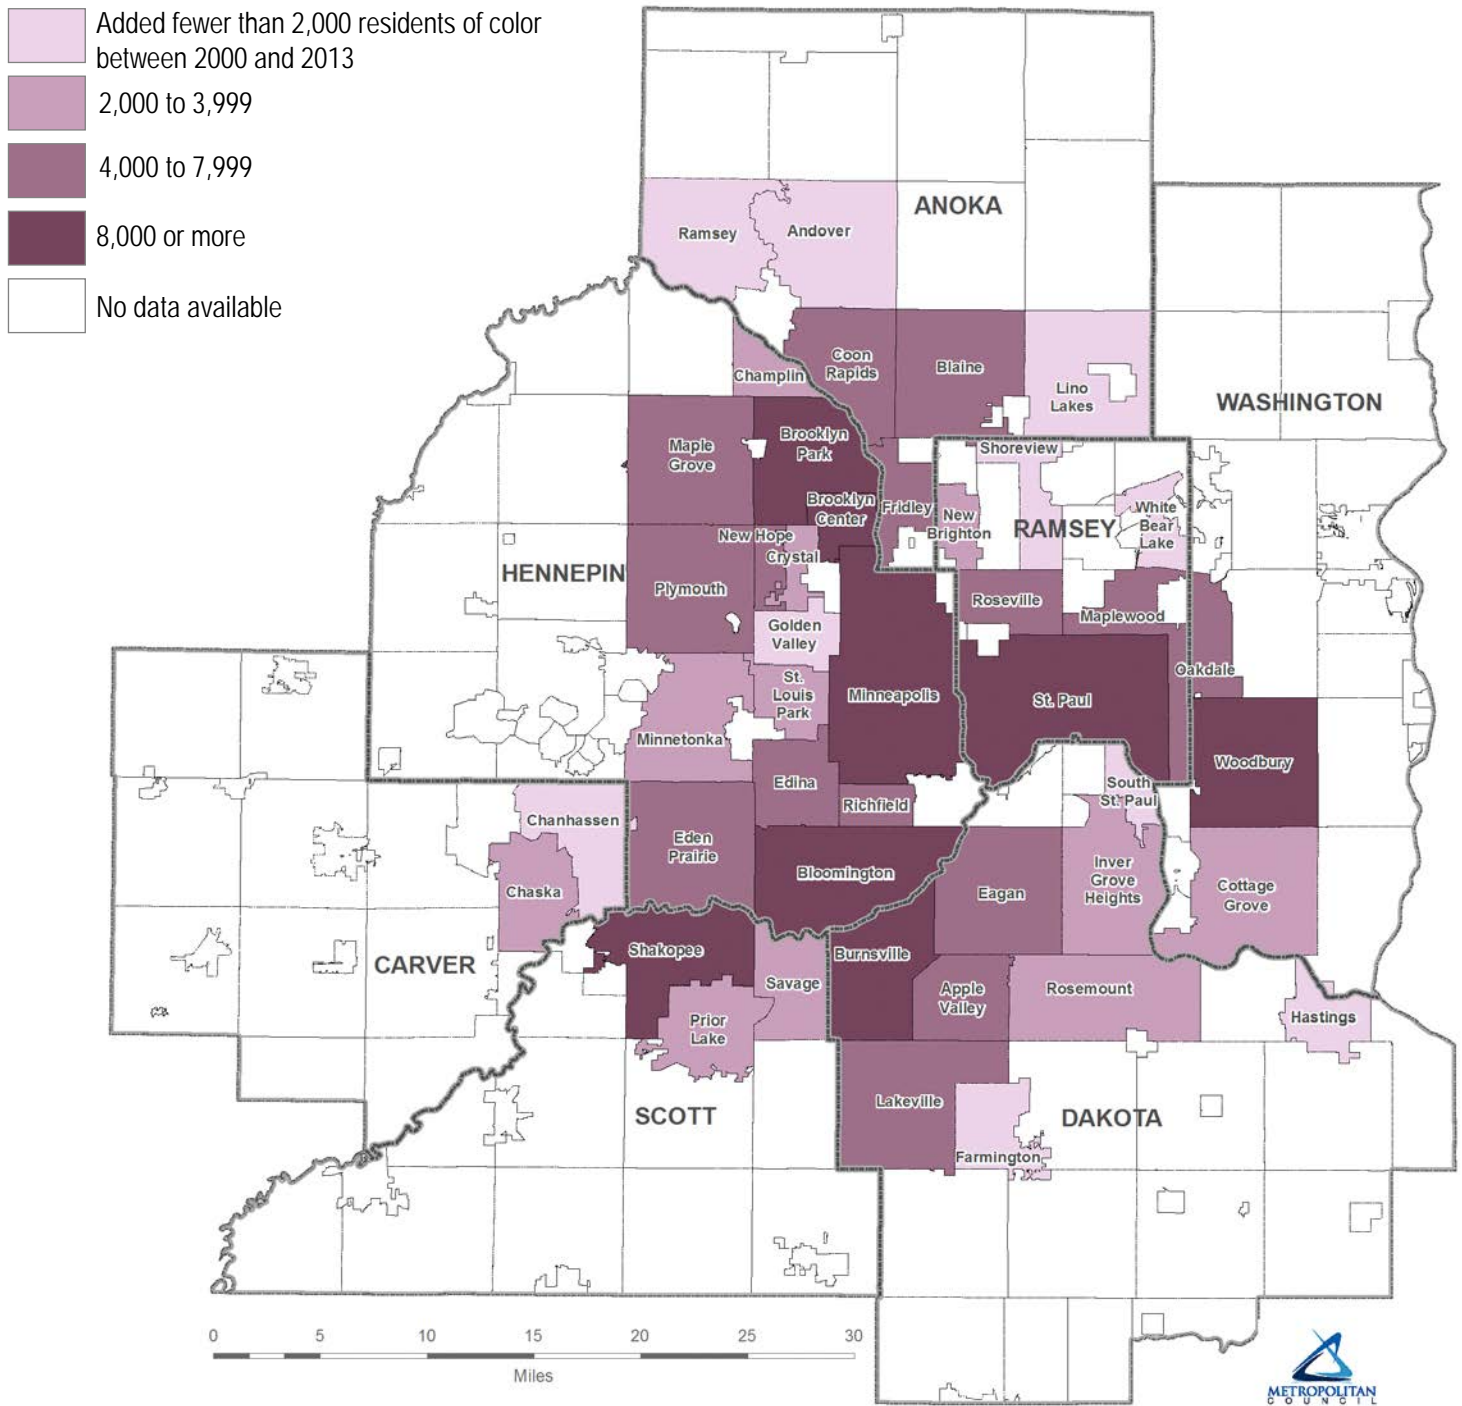 Added fewer than 2,000 residents of color
between 2000 and 2013
2,000 to 3,999
4,000 to 7,999
8,000 or more
No data available
ANOKA
Ramsey
Andover
Coon
Rapids
Blaine
Champlin
Lino
Lakes
WASHINGTON
Maple
Grove
Brooklyn
Park
Shoreview
Brooklyn
Center
Fridley
New
Brighton
RAMSEY
White
Bear
Lake
New Hope
Crystal
HENNEPIN
Plymouth
Roseville
Maplewood
Golden
Valley
Oakdale
St.
Louis
Park
Minneapolis
St. Paul
Minnetonka
Woodbury
Edina
Richfield
South
St. Paul
Chanhassen
Eden
Prairie
Bloomington
Chaska
Eagan
Inver
Grove
Heights
Cottage
Grove
Shakopee
Burnsville
CARVER
Savage
Apple
Valley
Rosemount
Prior
Lake
Hastings
Lakeville
SCOTT
DAKOTA
Farmington
0 5 10 15 20 25 30
Miles
METROPOLITAN
COUNCIL